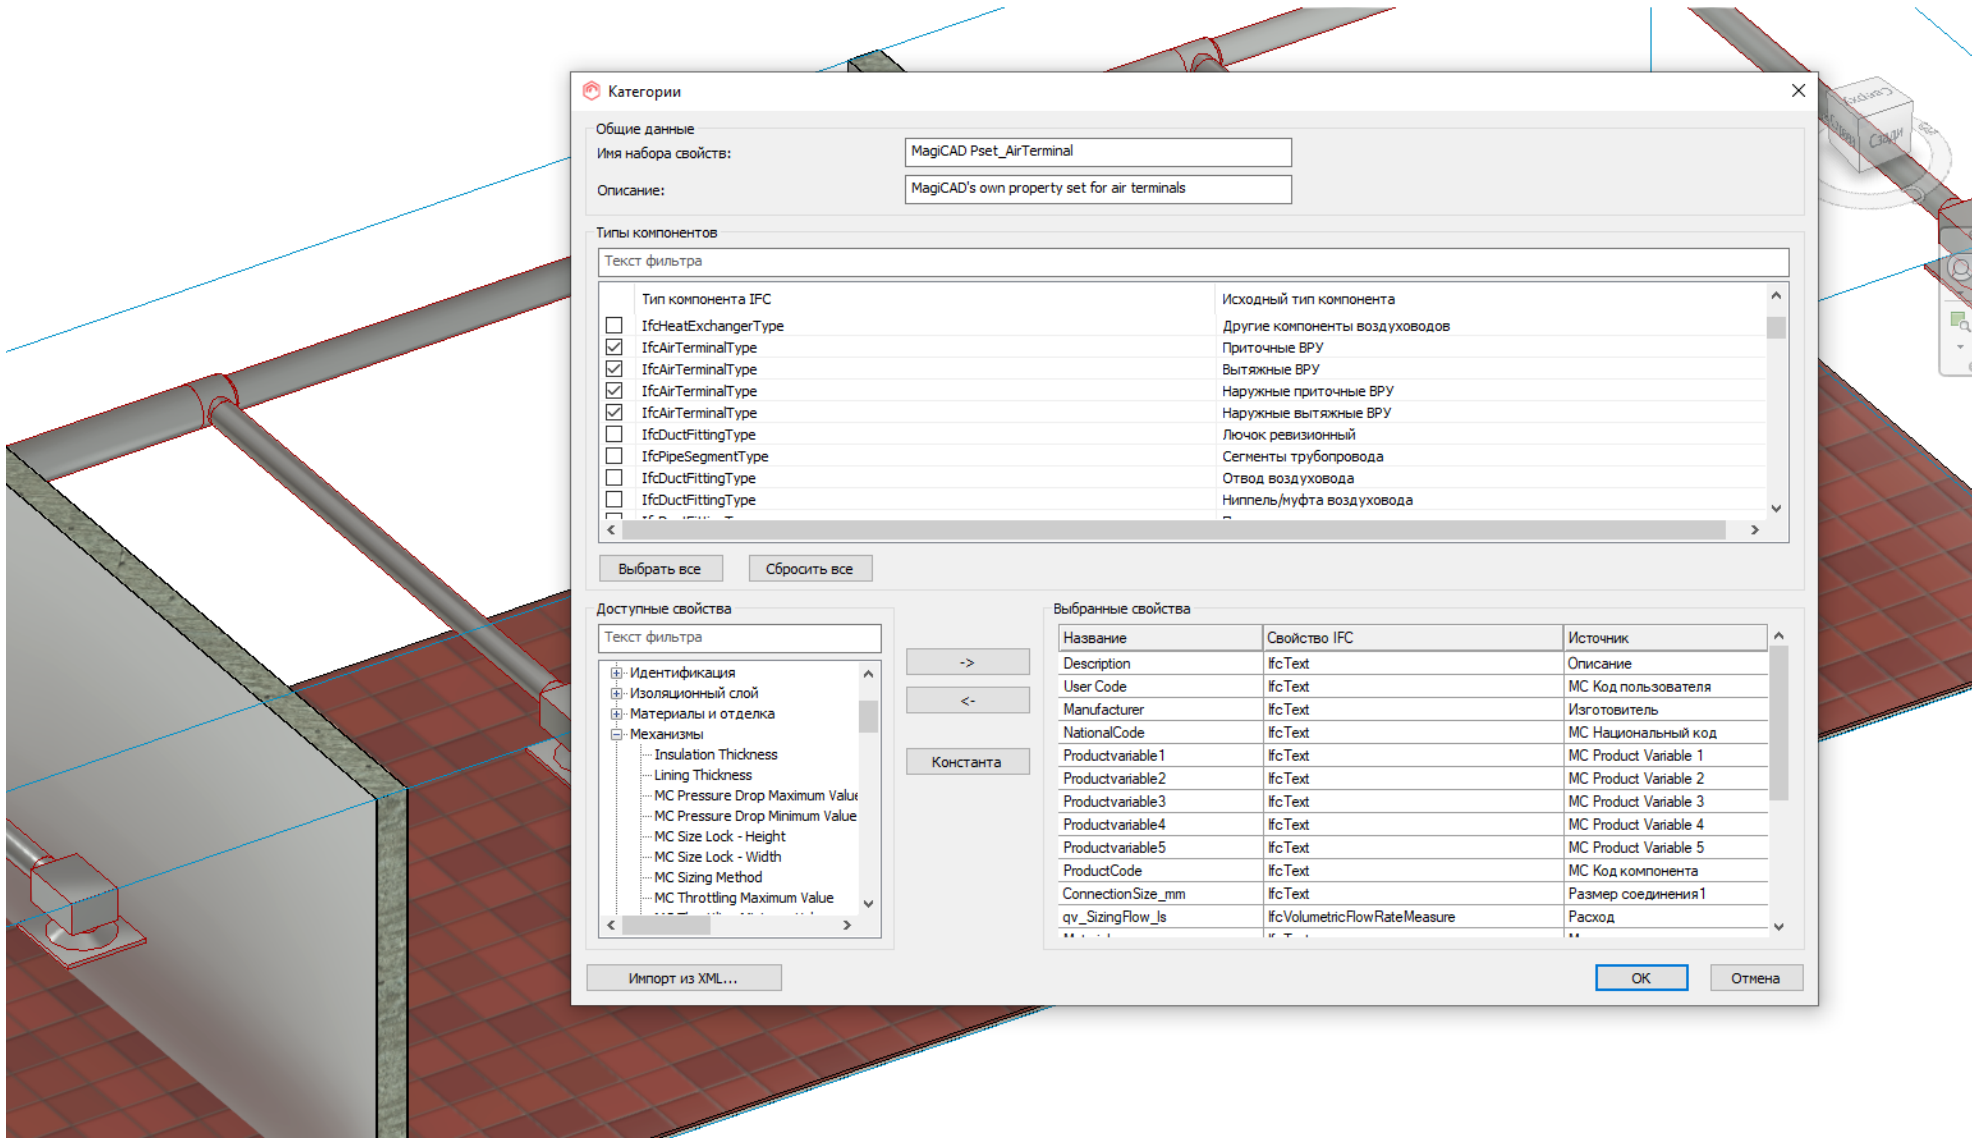 Категории
Общие данные
Имя набора свойств:
MagiCAD Pset_AirTerminal
Описание:
MagiCAD's own property set for air terminals
Типы компонентов
Текст фильтра
Тип компонента IFC Исходный тип компонента
IfcHeatExchangerType Другие компоненты воздуховодов
IfcAirTerminalType Приточные ВРУ
IfcAirTerminalType Вытяжные ВРУ
IfcAirTerminalType Наружные приточные ВРУ
IfcAirTerminalType Наружные вытяжные ВРУ
IfcDuctFittingType Лючок ревизионный
IfcPipeSegmentType Сегменты трубопровода
IfcDuctFittingType Отвод воздуховода
IfcDuctFittingType Ниппель/муфта воздуховода
Выбрать все Сбросить все
Доступные свойства
Текст фильтра
Идентификация
Изоляционный слой
Материалы и отделка
Механизмы
Insulation Thickness
Lining Thickness
MC Pressure Drop Maximum Value
MC Pressure Drop Minimum Value
MC Size Lock - Height
MC Size Lock - Width
MC Sizing Method
MC Throttling Maximum Value
->
<-
Константа
Выбранные свойства
Название Свойство IFC Источник
Description IfcText Описание
User Code IfcText MC Код пользователя
Manufacturer IfcText Изготовитель
NationalCode IfcText MC Национальный код
Productvariable1 IfcText MC Product Variable 1
Productvariable2 IfcText MC Product Variable 2
Productvariable3 IfcText MC Product Variable 3
Productvariable4 IfcText MC Product Variable 4
Productvariable5 IfcText MC Product Variable 5
ProductCode IfcText MC Код компонента
ConnectionSize_mm IfcText Размер соединения1
qv_SizingFlow_ls IfcVolumetricFlowRateMeasure Расход
Импорт из XML...
OK Отмена
Сверху
Сзади